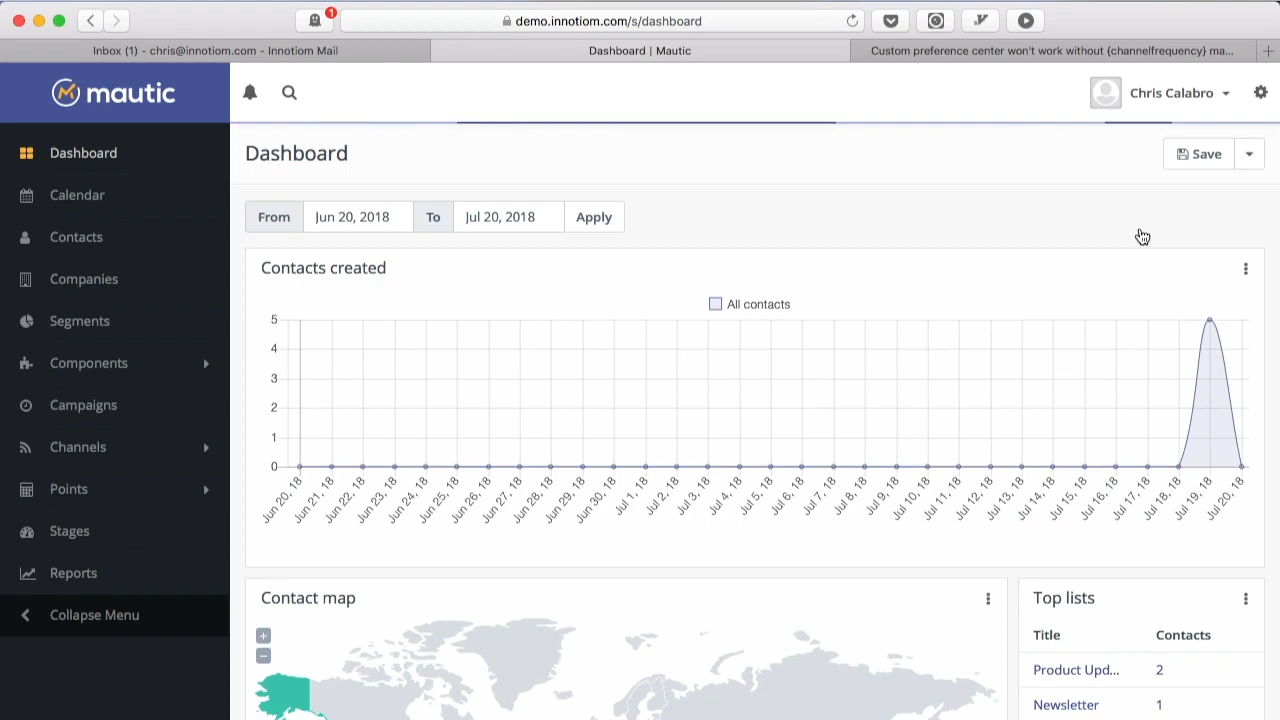 1
demo.innotiom.com/s/dashboard
Inbox (1) - chris@innotiom.com - Innotiom Mail
Dashboard | Mautic
Custom preference center won't work without {channelfrequency} ma...
mautic
Chris Calabro
Dashboard
Calendar
Contacts
Companies
Segments
Components
Campaigns
Channels
Points
Stages
Reports
Collapse Menu
Dashboard
Save
From Jun 20, 2018 To Jul 20, 2018 Apply
Contacts created
All contacts
5
4
3
2
1
0
Jun 20, 18
Jun 21, 18
Jun 22, 18
Jun 23, 18
Jun 24, 18
Jun 25, 18
Jun 26, 18
Jun 27, 18
Jun 28, 18
Jun 29, 18
Jun 30, 18
Jul 1, 18
Jul 2, 18
Jul 3, 18
Jul 4, 18
Jul 5, 18
Jul 6, 18
Jul 7, 18
Jul 8, 18
Jul 9, 18
Jul 10, 18
Jul 11, 18
Jul 12, 18
Jul 13, 18
Jul 14, 18
Jul 15, 18
Jul 16, 18
Jul 17, 18
Jul 18, 18
Jul 19, 18
Jul 20, 18
Contact map
Top lists
Title Contacts
Product Upd... 2
Newsletter 1